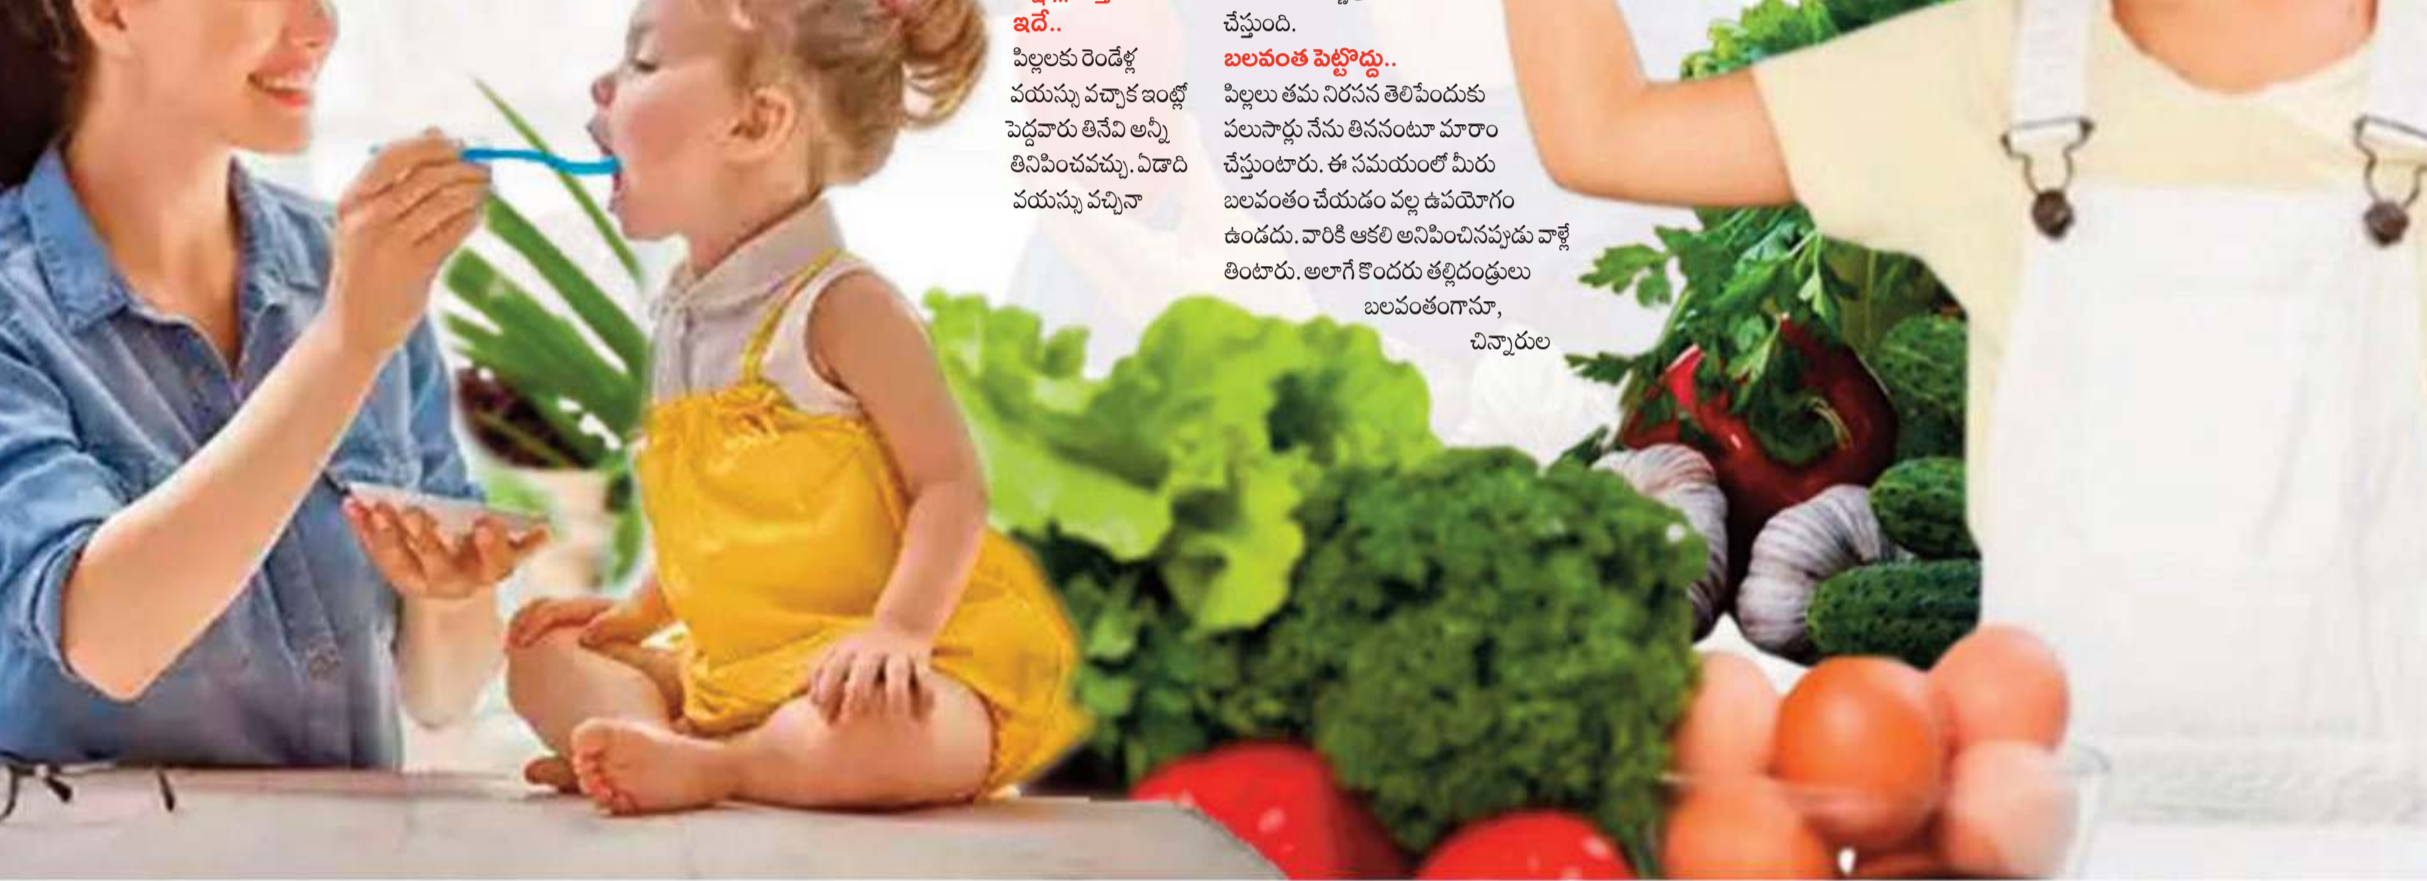 ఇదే..
పిల్లలకు రెండేళ్ల
వయస్సు వచ్చాక ఇంట్లో
పెద్దవారు తినేవి అన్నీ
తినిపించవచ్చు. ఏడాది
వయస్సు వచ్చినా
చేస్తుంది.
బలవంత పెట్టొద్దు..
పిల్లలు తమ నిరసన తెలిపేందుకు
పలుసార్లు నేను తిననంటూ మారాం
చేస్తుంటారు. ఈ సమయంలో మీరు
బలవంతం చేయడం వల్ల ఉపయోగం
ఉండదు. వారికి ఆకలి అనిపించినప్పుడు వాళ్లే
తింటారు. అలాగే కొందరు తల్లిదండ్రులు
బలవంతంగానూ,
చిన్నారుల